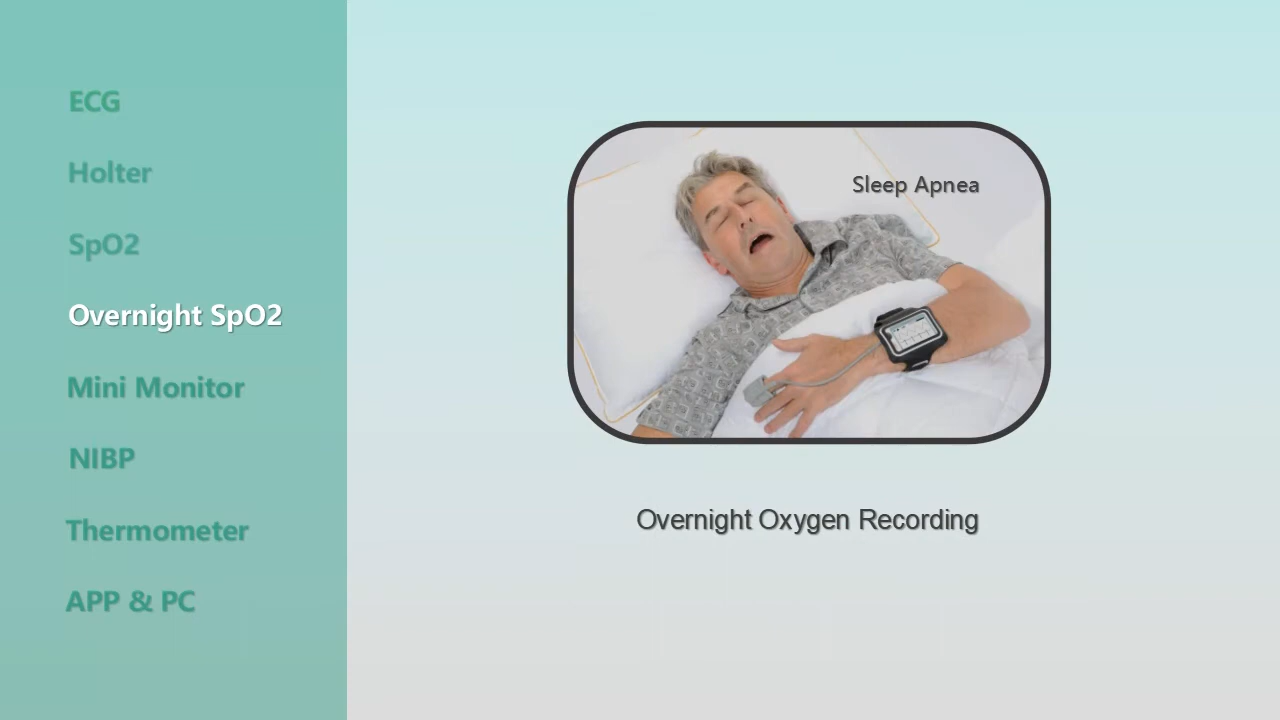 ECG
Holter
SpO2
Overnight SpO2
Mini Monitor
NIBP
Thermometer
APP & PC
Sleep Apnea
Overnight Oxygen Recording